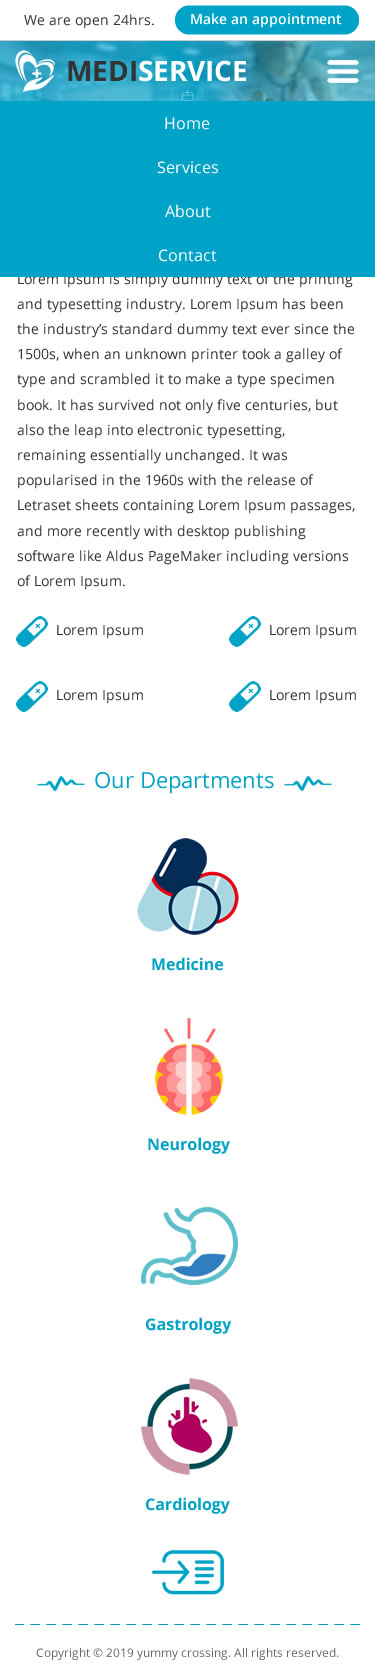 We are open 24hrs.
Make an appointment
MEDISERVICE
Home
Services
About
Contact
Lorem Ipsum is simply dummy text of the printing
and typesetting industry. Lorem Ipsum has been
the industry’s standard dummy text ever since the
1500s, when an unknown printer took a galley of
type and scrambled it to make a type specimen
book. It has survived not only five centuries, but
also the leap into electronic typesetting,
remaining essentially unchanged. It was
popularised in the 1960s with the release of
Letraset sheets containing Lorem Ipsum passages,
and more recently with desktop publishing
software like Aldus PageMaker including versions
of Lorem Ipsum.
Lorem Ipsum
Lorem Ipsum
Lorem Ipsum
Lorem Ipsum
Our Departments
Medicine
Neurology
Gastrology
Cardiology
Copyright © 2019 yummy crossing. All rights reserved.